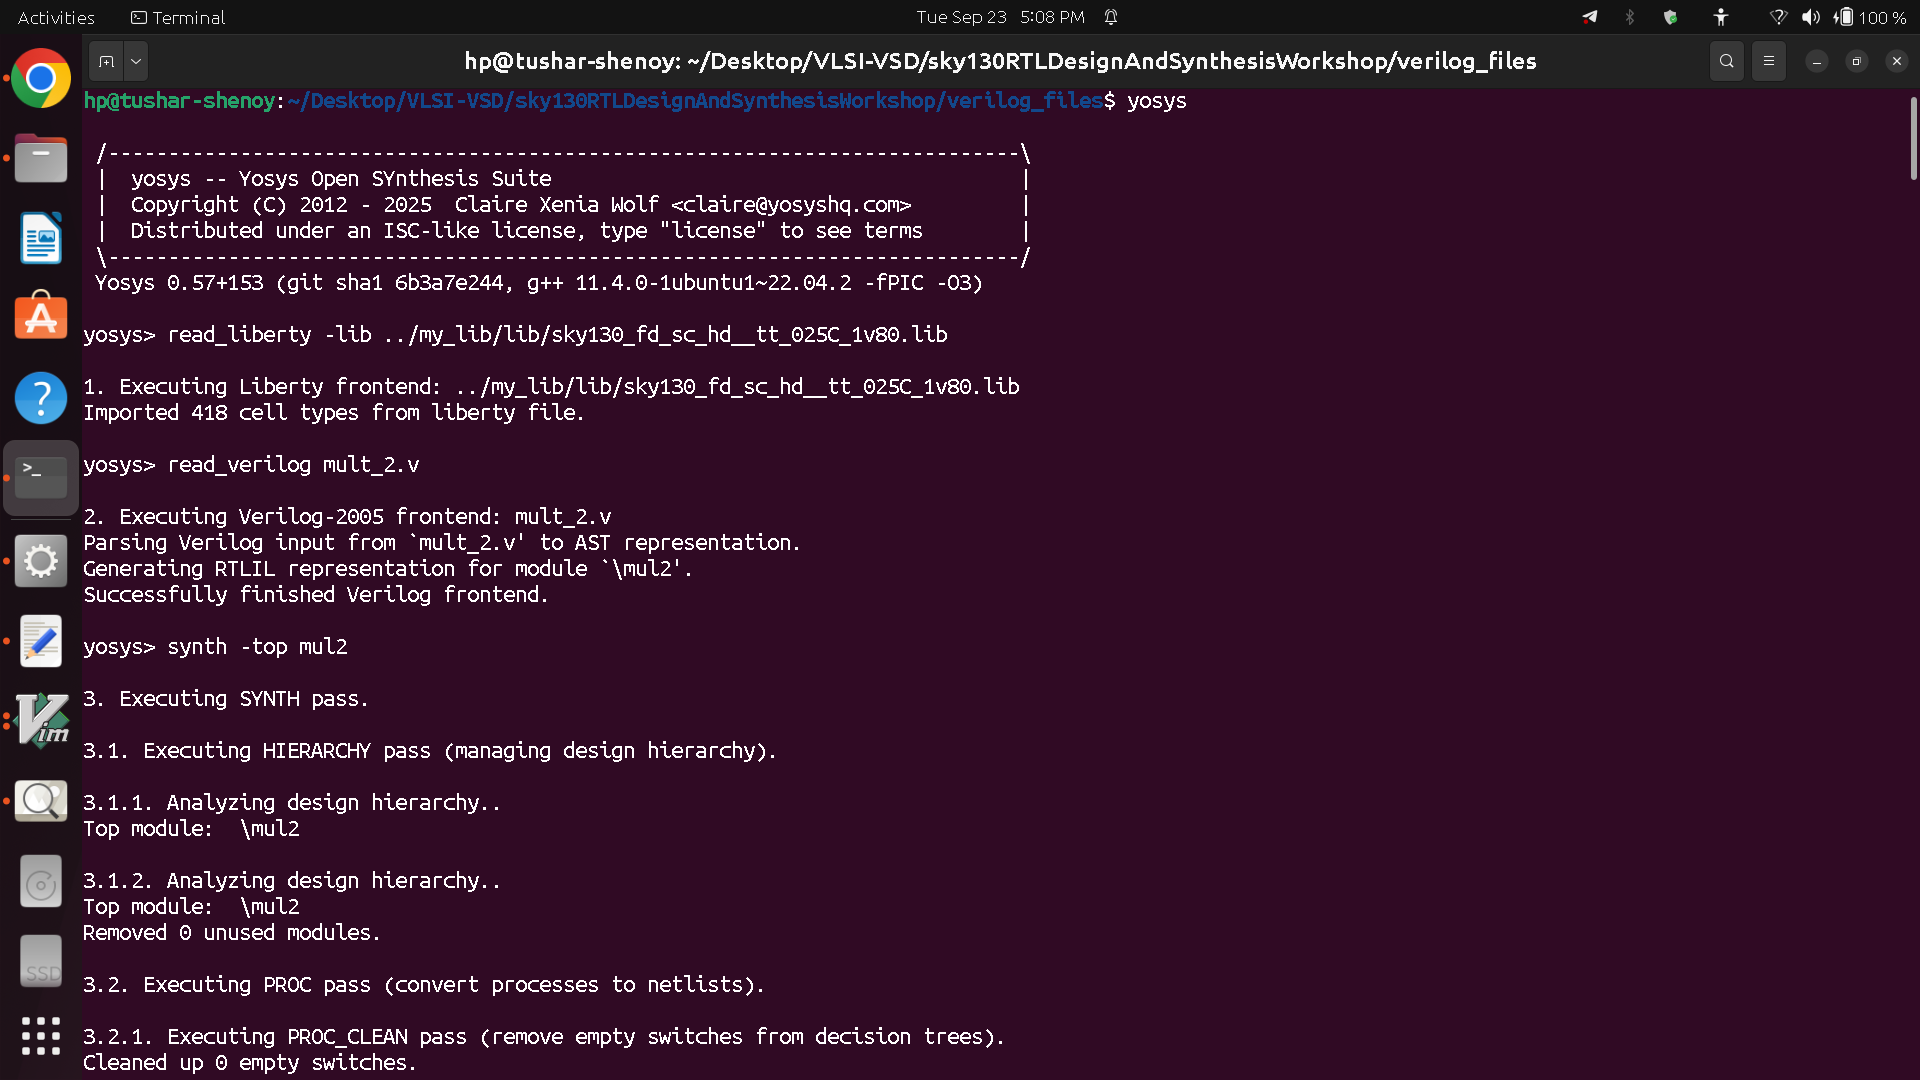 Activities
Terminal
Tue Sep 23 5:08 PM
100 %
hp@tushar-shenoy: ~/Desktop/VLSI-VSD/sky130RTLDesignAndSynthesisWorkshop/verilog_files
hp@tushar-shenoy:~/Desktop/VLSI-VSD/sky130RTLDesignAndSynthesisWorkshop/verilog_files$ yosys
/----------------------------------------------------------------------------\
| yosys -- Yosys Open SYnthesis Suite |
| Copyright (C) 2012 - 2025 Claire Xenia Wolf <claire@yosyshq.com> |
| Distributed under an ISC-like license, type "license" to see terms |
\----------------------------------------------------------------------------/
Yosys 0.57+153 (git sha1 6b3a7e244, g++ 11.4.0-1ubuntu1~22.04.2 -fPIC -O3)
yosys> read_liberty -lib ../my_lib/lib/sky130_fd_sc_hd__tt_025C_1v80.lib
1. Executing Liberty frontend: ../my_lib/lib/sky130_fd_sc_hd__tt_025C_1v80.lib
Imported 418 cell types from liberty file.
yosys> read_verilog mult_2.v
2. Executing Verilog-2005 frontend: mult_2.v
Parsing Verilog input from `mult_2.v' to AST representation.
Generating RTLIL representation for module `\mul2'.
Successfully finished Verilog frontend.
yosys> synth -top mul2
3. Executing SYNTH pass.
3.1. Executing HIERARCHY pass (managing design hierarchy).
3.1.1. Analyzing design hierarchy..
Top module:  \mul2
3.1.2. Analyzing design hierarchy..
Top module:  \mul2
Removed 0 unused modules.
3.2. Executing PROC pass (convert processes to netlists).
3.2.1. Executing PROC_CLEAN pass (remove empty switches from decision trees).
Cleaned up 0 empty switches.
>_
Vim
SSD